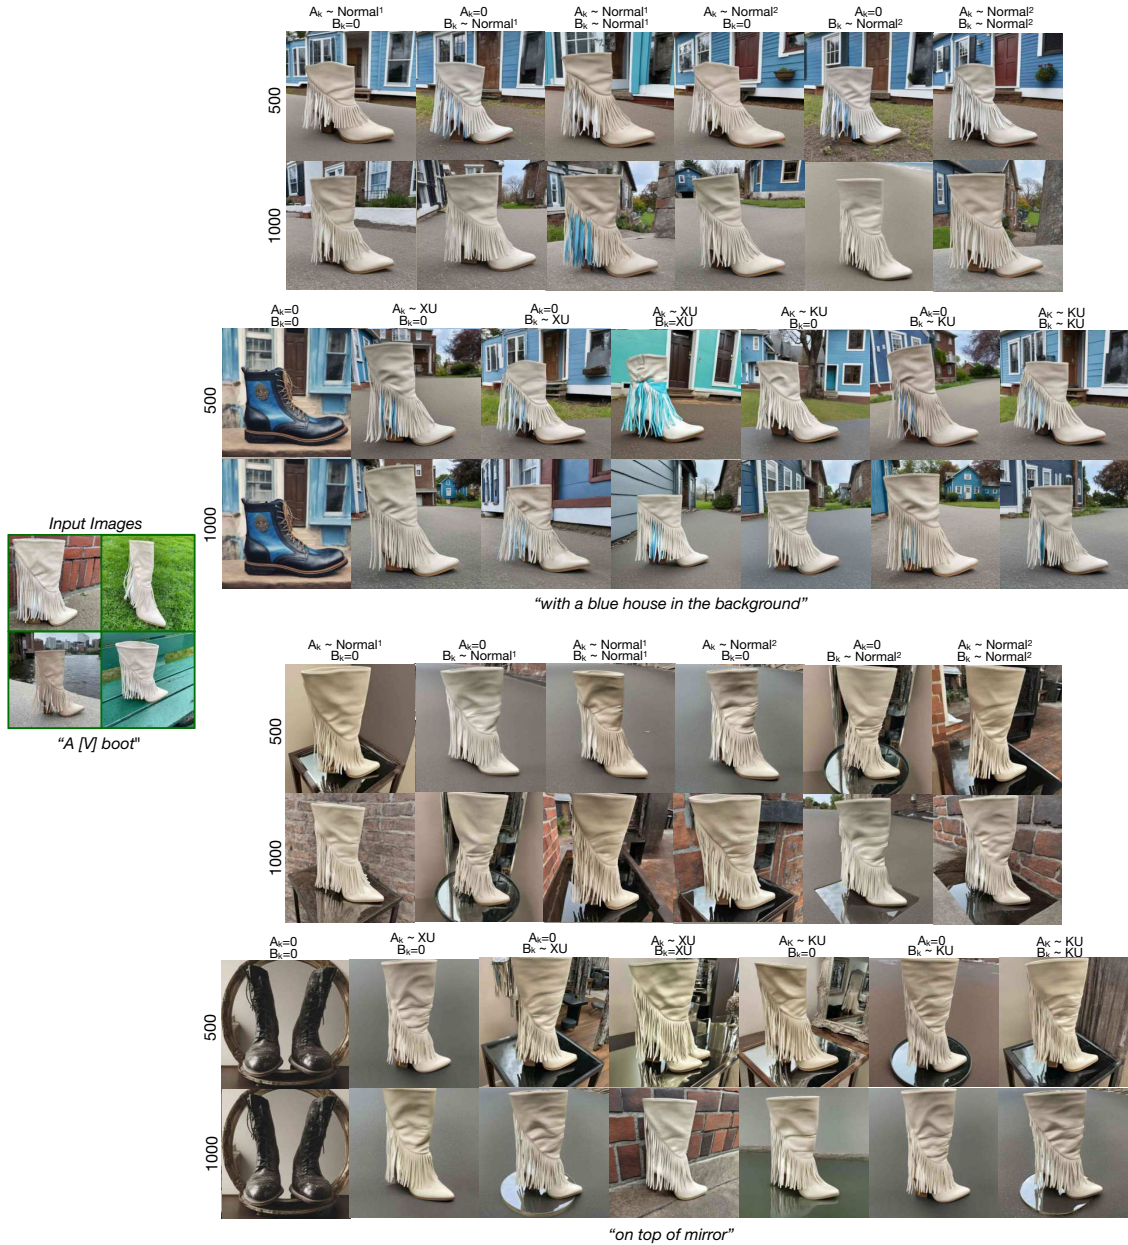 Aₖ ~ Normal¹ Aₖ=0 Aₖ ~ Normal¹ Aₖ ~ Normal² Aₖ=0 Aₖ ~ Normal²
Bₖ=0 Bₖ ~ Normal¹ Bₖ ~ Normal¹ Bₖ=0 Bₖ ~ Normal² Bₖ ~ Normal²
500
1000
Aₖ=0 Aₖ ~ XU Aₖ=0 Aₖ ~ XU Aₖ ~ KU Aₖ=0 Aₖ ~ KU
Bₖ=0 Bₖ=0 Bₖ ~ XU Bₖ=XU Bₖ=0 Bₖ ~ KU Bₖ ~ KU
500
1000
Input Images
"A [V] boot"
"with a blue house in the background"
Aₖ ~ Normal¹ Aₖ=0 Aₖ ~ Normal¹ Aₖ ~ Normal² Aₖ=0 Aₖ ~ Normal²
Bₖ=0 Bₖ ~ Normal¹ Bₖ ~ Normal¹ Bₖ=0 Bₖ ~ Normal² Bₖ ~ Normal²
500
1000
Aₖ=0 Aₖ ~ XU Aₖ=0 Aₖ ~ XU Aₖ ~ KU Aₖ=0 Aₖ ~ KU
Bₖ=0 Bₖ=0 Bₖ ~ XU Bₖ=XU Bₖ=0 Bₖ ~ KU Bₖ ~ KU
500
1000
"on top of mirror"